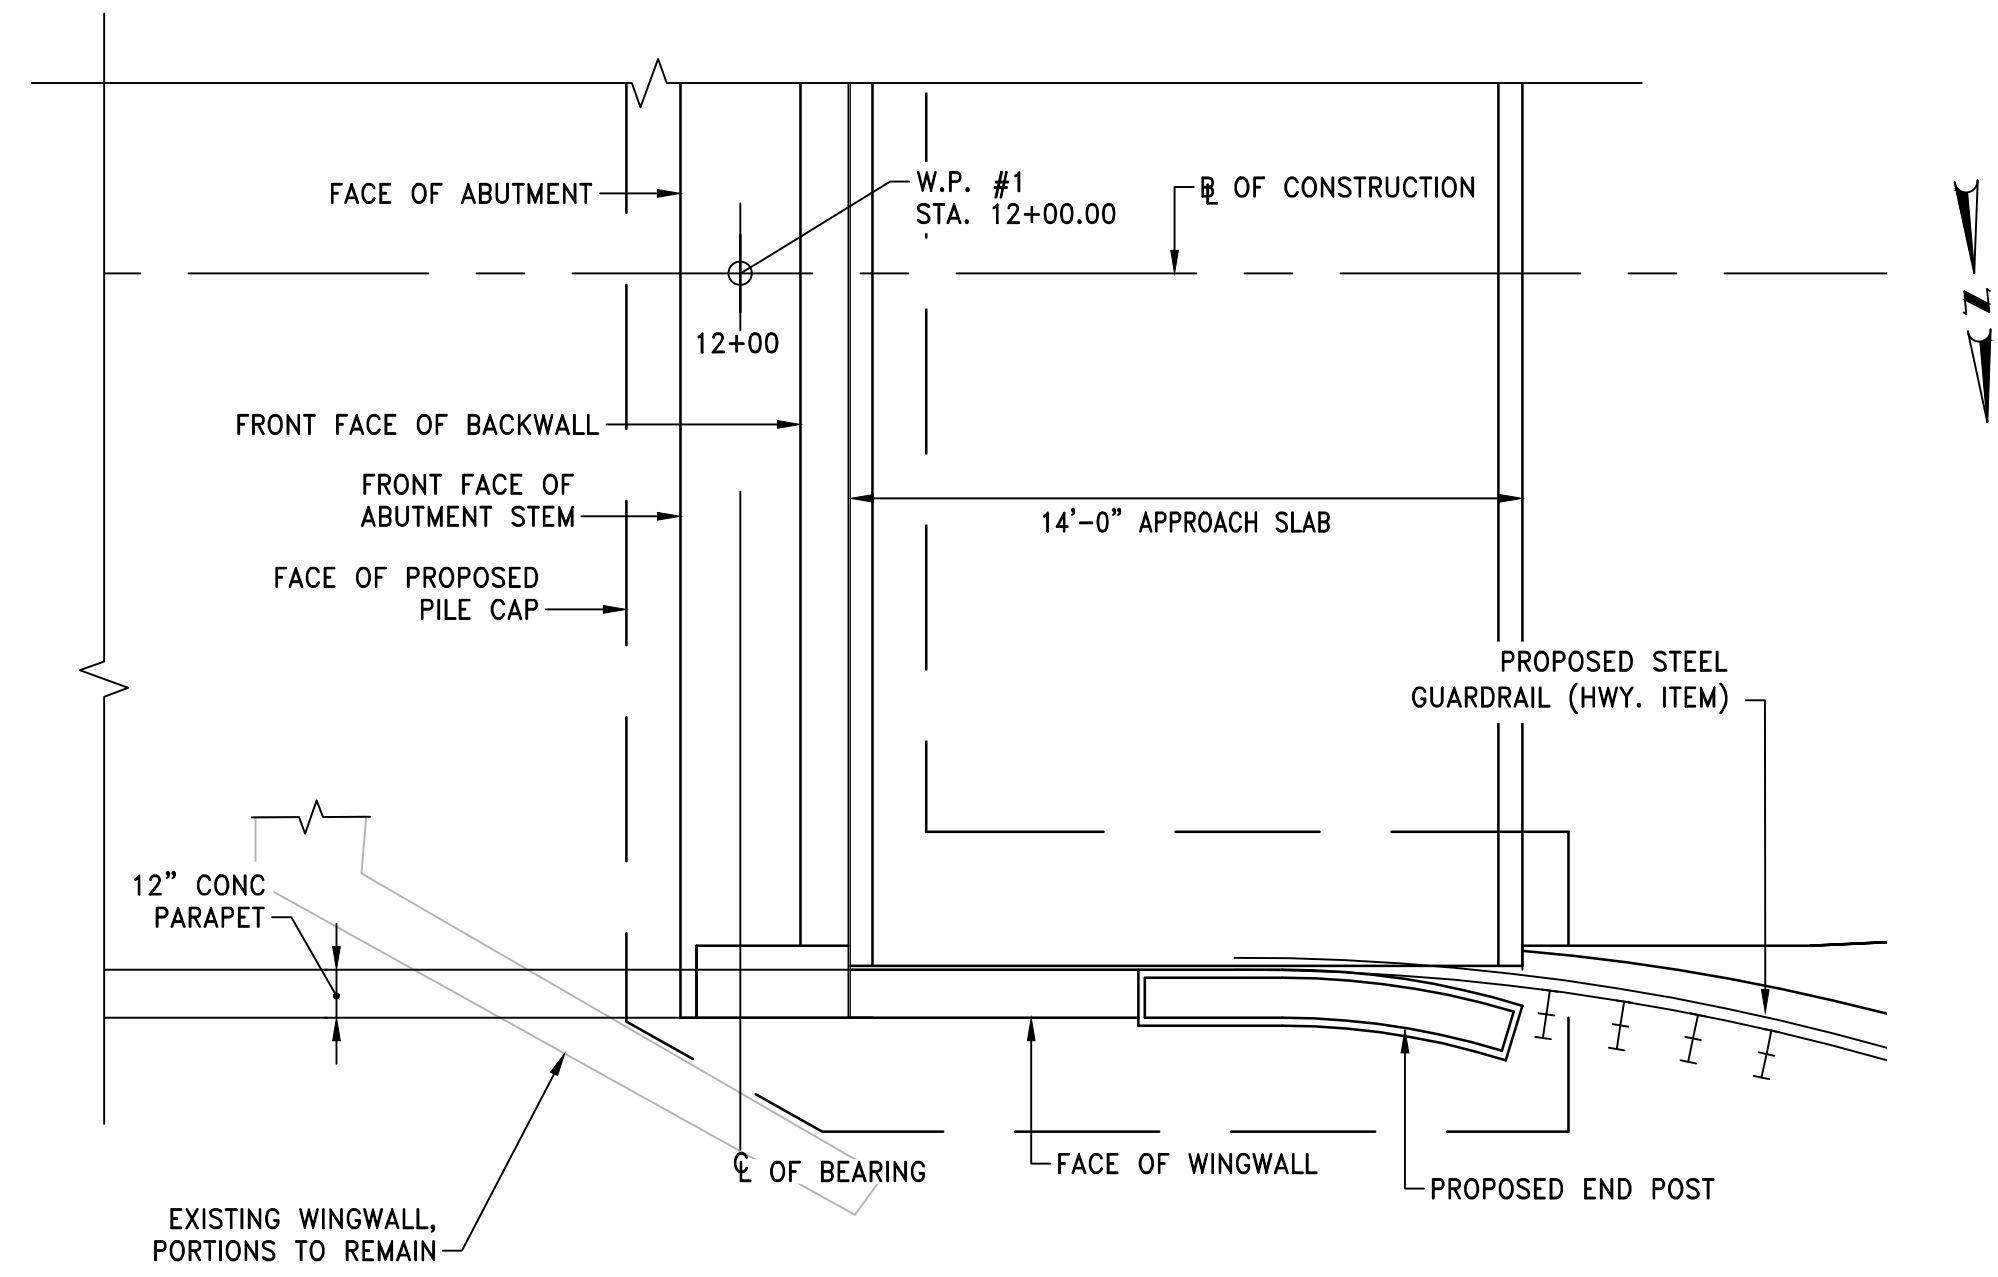 FACE OF ABUTMENT
W.P. #1
STA. 12+00.00
℄ OF CONSTRUCTION
N
12+00
FRONT FACE OF BACKWALL
FRONT FACE OF
ABUTMENT STEM
14'-0" APPROACH SLAB
FACE OF PROPOSED
PILE CAP
PROPOSED STEEL
GUARDRAIL (HWY. ITEM)
12" CONC
PARAPET
℄ OF BEARING
FACE OF WINGWALL
PROPOSED END POST
EXISTING WINGWALL,
PORTIONS TO REMAIN